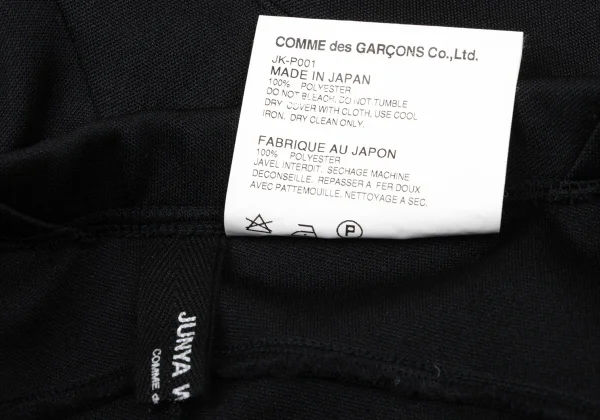 COMME des GARÇONS Co.,Ltd.
JK-P001
MADE IN JAPAN
100% POLYESTER
DO NOT BLEACH. DO NOT TUMBLE
DRY. COVER WITH CLOTH. USE COOL
IRON. DRY CLEAN ONLY.
FABRIQUE AU JAPON
100% POLYESTER
JAVEL INTERDIT. SECHAGE MACHINE
DECONSEILLE. REPASSER A FER DOUX
AVEC PATTEMOUILLE. NETTOYAGE A SEC.
P
JUNYA W
COMME d